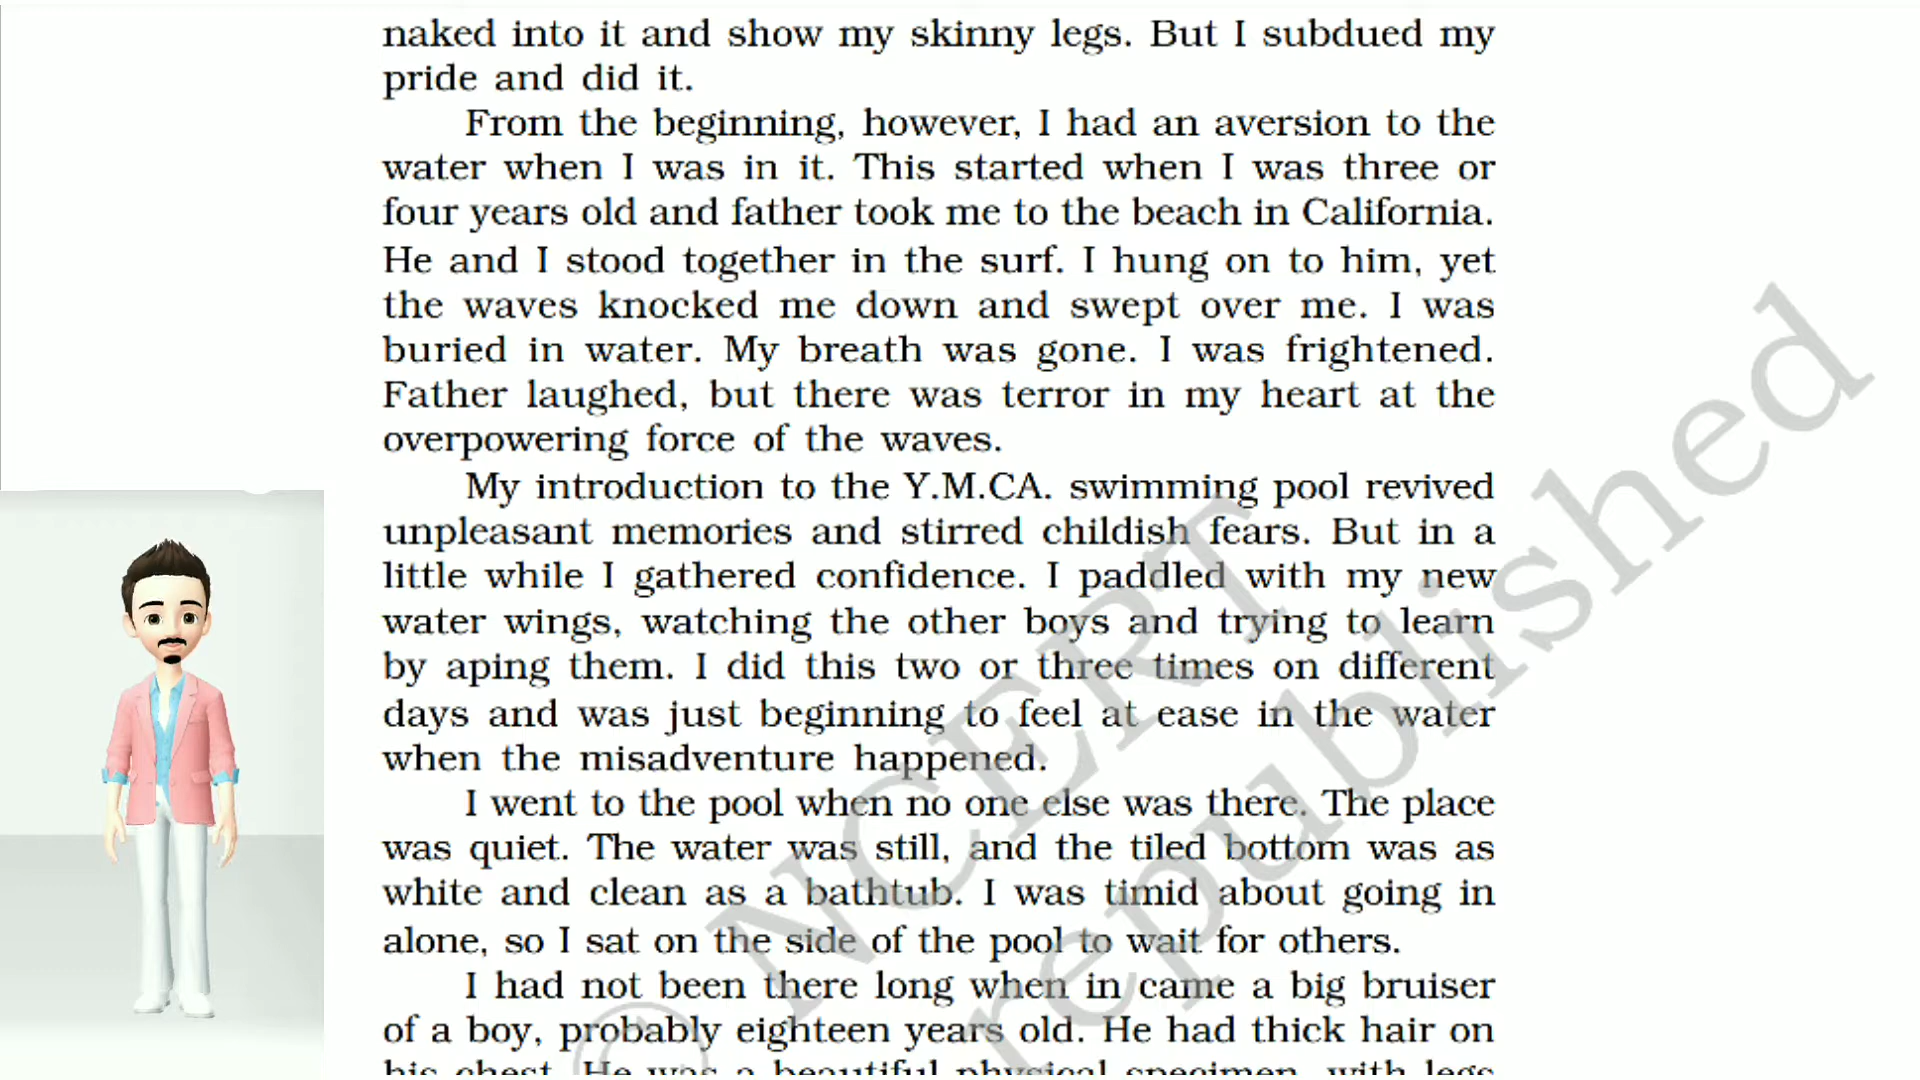 naked into it and show my skinny legs. But I subdued my
pride and did it.
From the beginning, however, I had an aversion to the
water when I was in it. This started when I was three or
four years old and father took me to the beach in California.
He and I stood together in the surf. I hung on to him, yet
the waves knocked me down and swept over me. I was
buried in water. My breath was gone. I was frightened.
Father laughed, but there was terror in my heart at the
overpowering force of the waves.
My introduction to the Y.M.CA. swimming pool revived
unpleasant memories and stirred childish fears. But in a
little while I gathered confidence. I paddled with my new
water wings, watching the other boys and trying to learn
by aping them. I did this two or three times on different
days and was just beginning to feel at ease in the water
when the misadventure happened.
I went to the pool when no one else was there. The place
was quiet. The water was still, and the tiled bottom was as
white and clean as a bathtub. I was timid about going in
alone, so I sat on the side of the pool to wait for others.
I had not been there long when in came a big bruiser
of a boy, probably eighteen years old. He had thick hair on
his chest. He was a beautiful physical specimen, with legs
© NCERT
republished